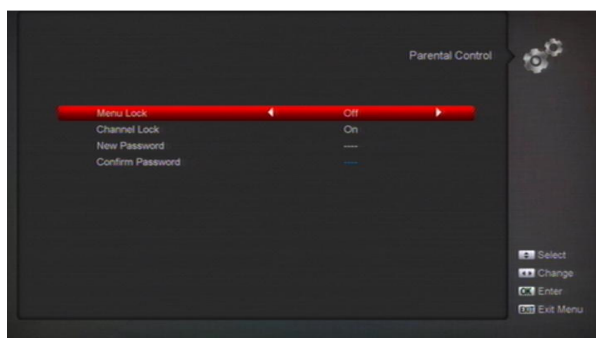 Parental Control
Menu Lock Off
Channel Lock On
New Password ----
Confirm Password ----
Select
Change
OK Enter
EXIT Exit Menu